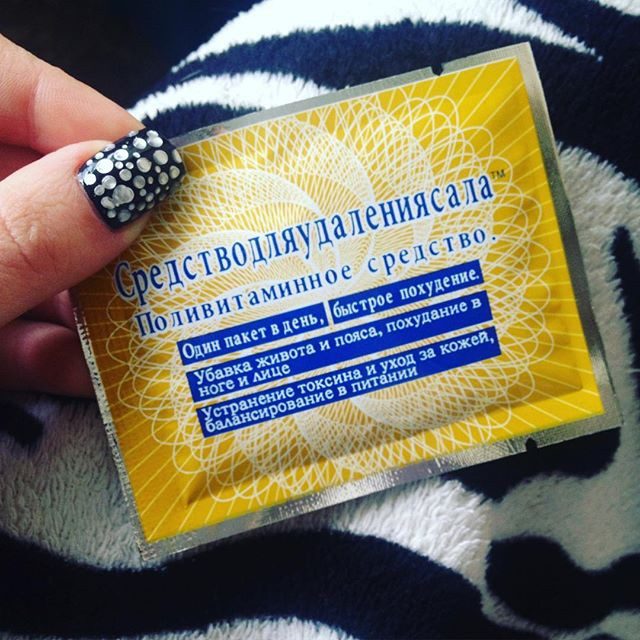 Средстводляудалениясала™
Поливитаминное средство.
Один пакет в день, быстрое похудение.
Убавка живота и пояса, похудание в
ноге и лице
Устранение токсина и уход за кожей,
балансирование в питании